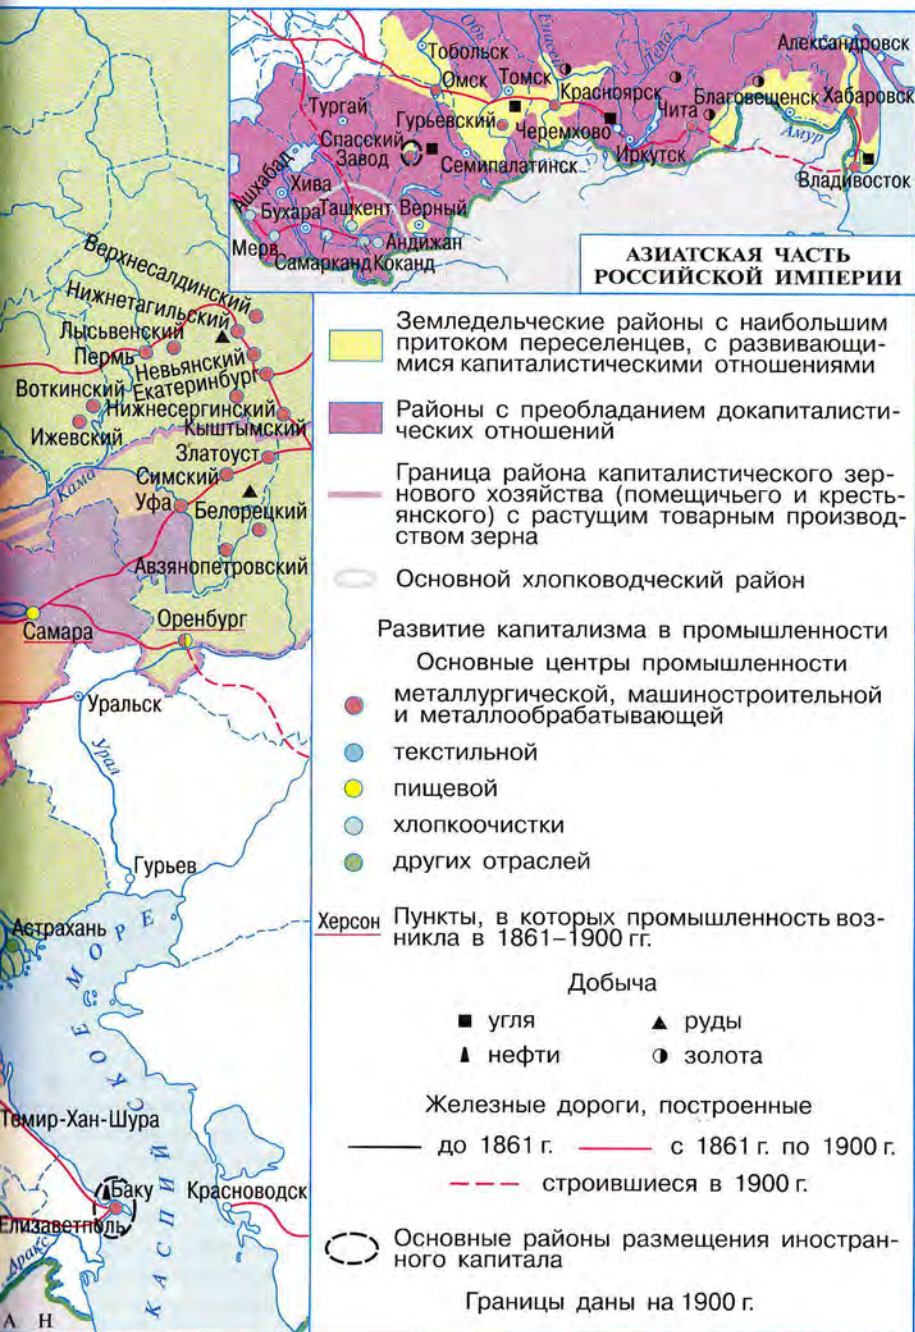 Тобольск
Обь
Енисей
Лена
Александровск
Омск
Томск
Красноярск
Чита
Благовещенск
Хабаровск
Тургай
Гурьевский
Черемхово
Амур
Спасский
Завод
Семипалатинск
Иркутск
Владивосток
Ашхабад
Хива
Бухара
Ташкент
Верный
Мерв
Андижан
Самарканд
Коканд
АЗИАТСКАЯ ЧАСТЬ
РОССИЙСКОЙ ИМПЕРИИ
Верхнесалдинский
Нижнетагильский
Лысьвенский
Пермь
Невьянский
Екатеринбург
Воткинский
Нижнесергинский
Ижевский
Кыштымский
Златоуст
Симский
Кама
Уфа
Белорецкий
Авзянопетровский
Самара
Оренбург
Уральск
Урал
Гурьев
Астрахань
КАСПИЙСКОЕ МОРЕ
Темир-Хан-Шура
Баку
Красноводск
Елизаветполь
Аракс
А Н
Земледельческие районы с наибольшим
притоком переселенцев, с развивающи-
мися капиталистическими отношениями
Районы с преобладанием докапиталисти-
ческих отношений
Граница района капиталистического зер-
нового хозяйства (помещичьего и кресть-
янского) с растущим товарным производ-
ством зерна
Основной хлопководческий район
Развитие капитализма в промышленности
Основные центры промышленности
металлургической, машиностроительной
и металлообрабатывающей
текстильной
пищевой
хлопкоочистки
других отраслей
Херсон Пункты, в которых промышленность воз-
никла в 1861–1900 гг.
Добыча
угля руды
нефти золота
Железные дороги, построенные
до 1861 г. с 1861 г. по 1900 г.
строившиеся в 1900 г.
Основные районы размещения иностран-
ного капитала
Границы даны на 1900 г.